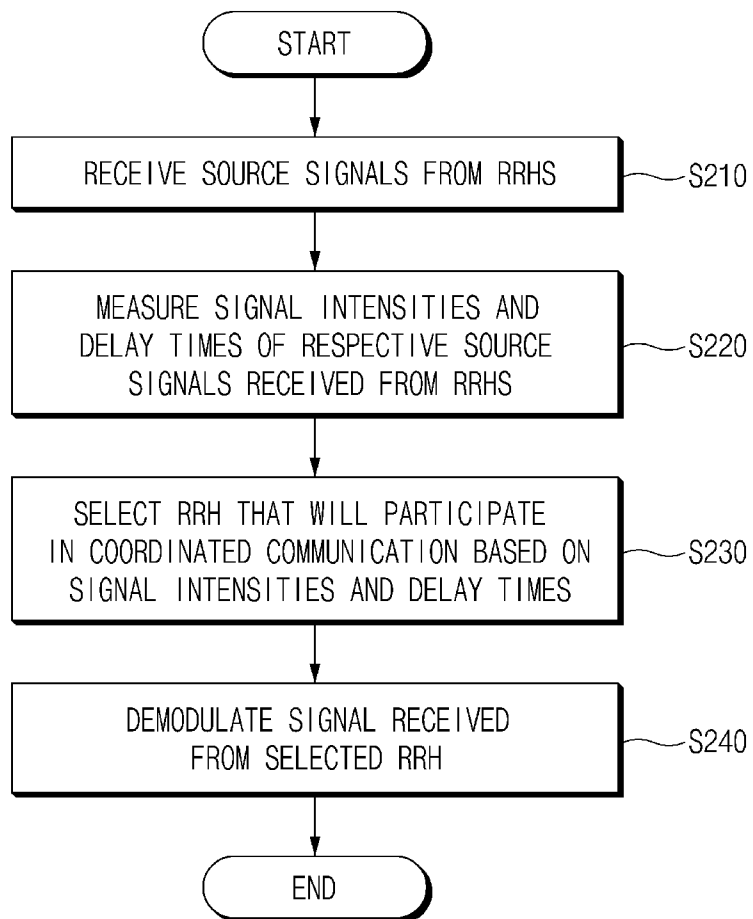 START
RECEIVE SOURCE SIGNALS FROM RRHS
S210
MEASURE SIGNAL INTENSITIES AND
DELAY TIMES OF RESPECTIVE SOURCE
SIGNALS RECEIVED FROM RRHS
S220
SELECT RRH THAT WILL PARTICIPATE
IN COORDINATED COMMUNICATION BASED ON
SIGNAL INTENSITIES AND DELAY TIMES
S230
DEMODULATE SIGNAL RECEIVED
FROM SELECTED RRH
S240
END